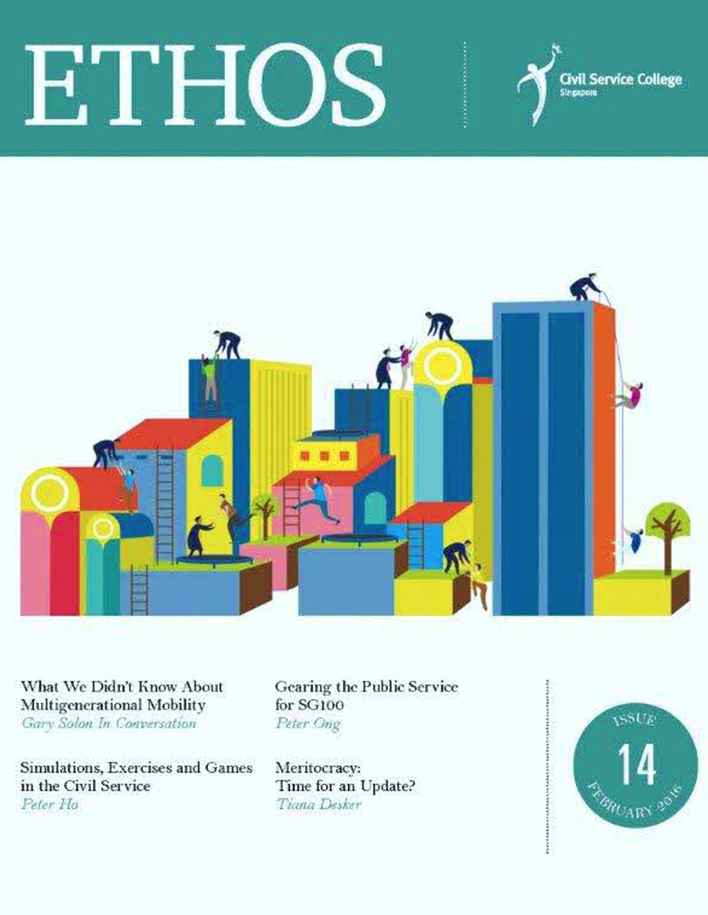 ETHOS
Civil Service College
Singapore
What We Didn't Know About
Multigenerational Mobility
Gary Solon In Conversation
Simulations, Exercises and Games
in the Civil Service
Peter Ho
Gearing the Public Service
for SG100
Peter Ong
Meritocracy:
Time for an Update?
Tiana Desker
ISSUE
14
FEBRUARY 2016